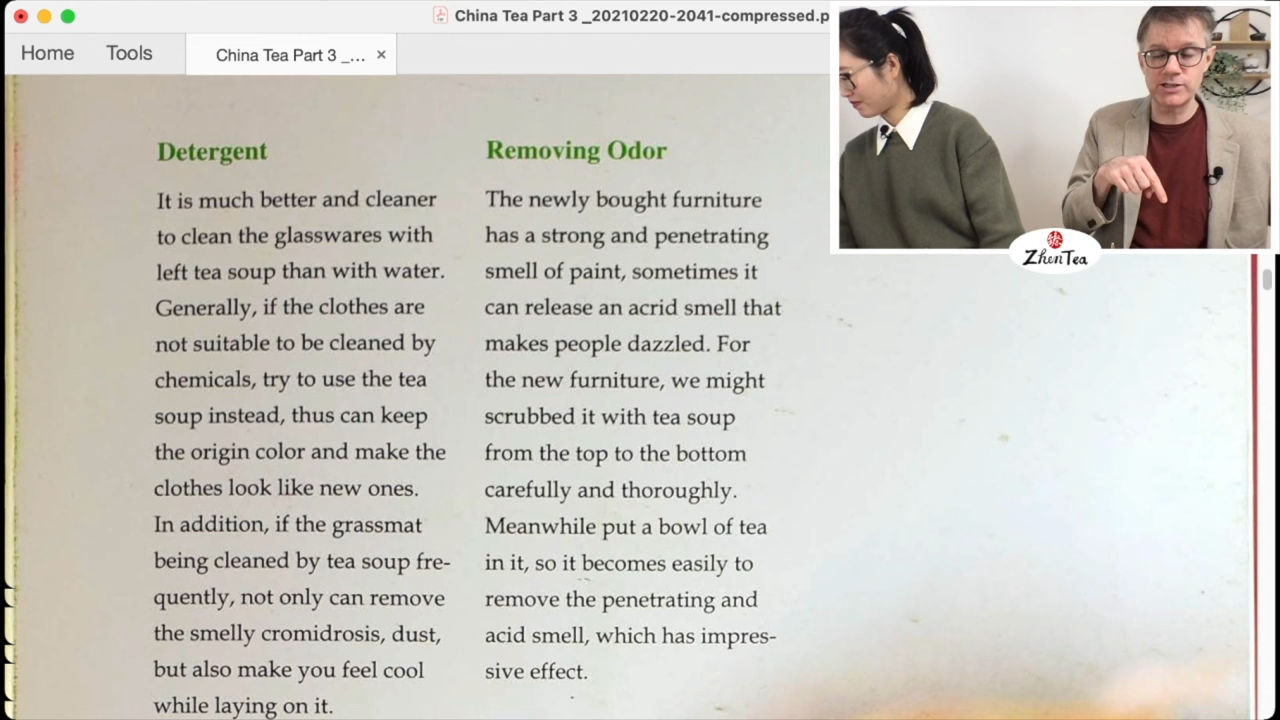 China Tea Part 3 _20210220-2041-compressed.p
Home Tools China Tea Part 3 _... ×
Detergent
It is much better and cleaner
to clean the glasswares with
left tea soup than with water.
Generally, if the clothes are
not suitable to be cleaned by
chemicals, try to use the tea
soup instead, thus can keep
the origin color and make the
clothes look like new ones.
In addition, if the grassmat
being cleaned by tea soup fre-
quently, not only can remove
the smelly cromidrosis, dust,
but also make you feel cool
while laying on it.
Removing Odor
The newly bought furniture
has a strong and penetrating
smell of paint, sometimes it
can release an acrid smell that
makes people dazzled. For
the new furniture, we might
scrubbed it with tea soup
from the top to the bottom
carefully and thoroughly.
Meanwhile put a bowl of tea
in it, so it becomes easily to
remove the penetrating and
acid smell, which has impres-
sive effect.
ZhenTea